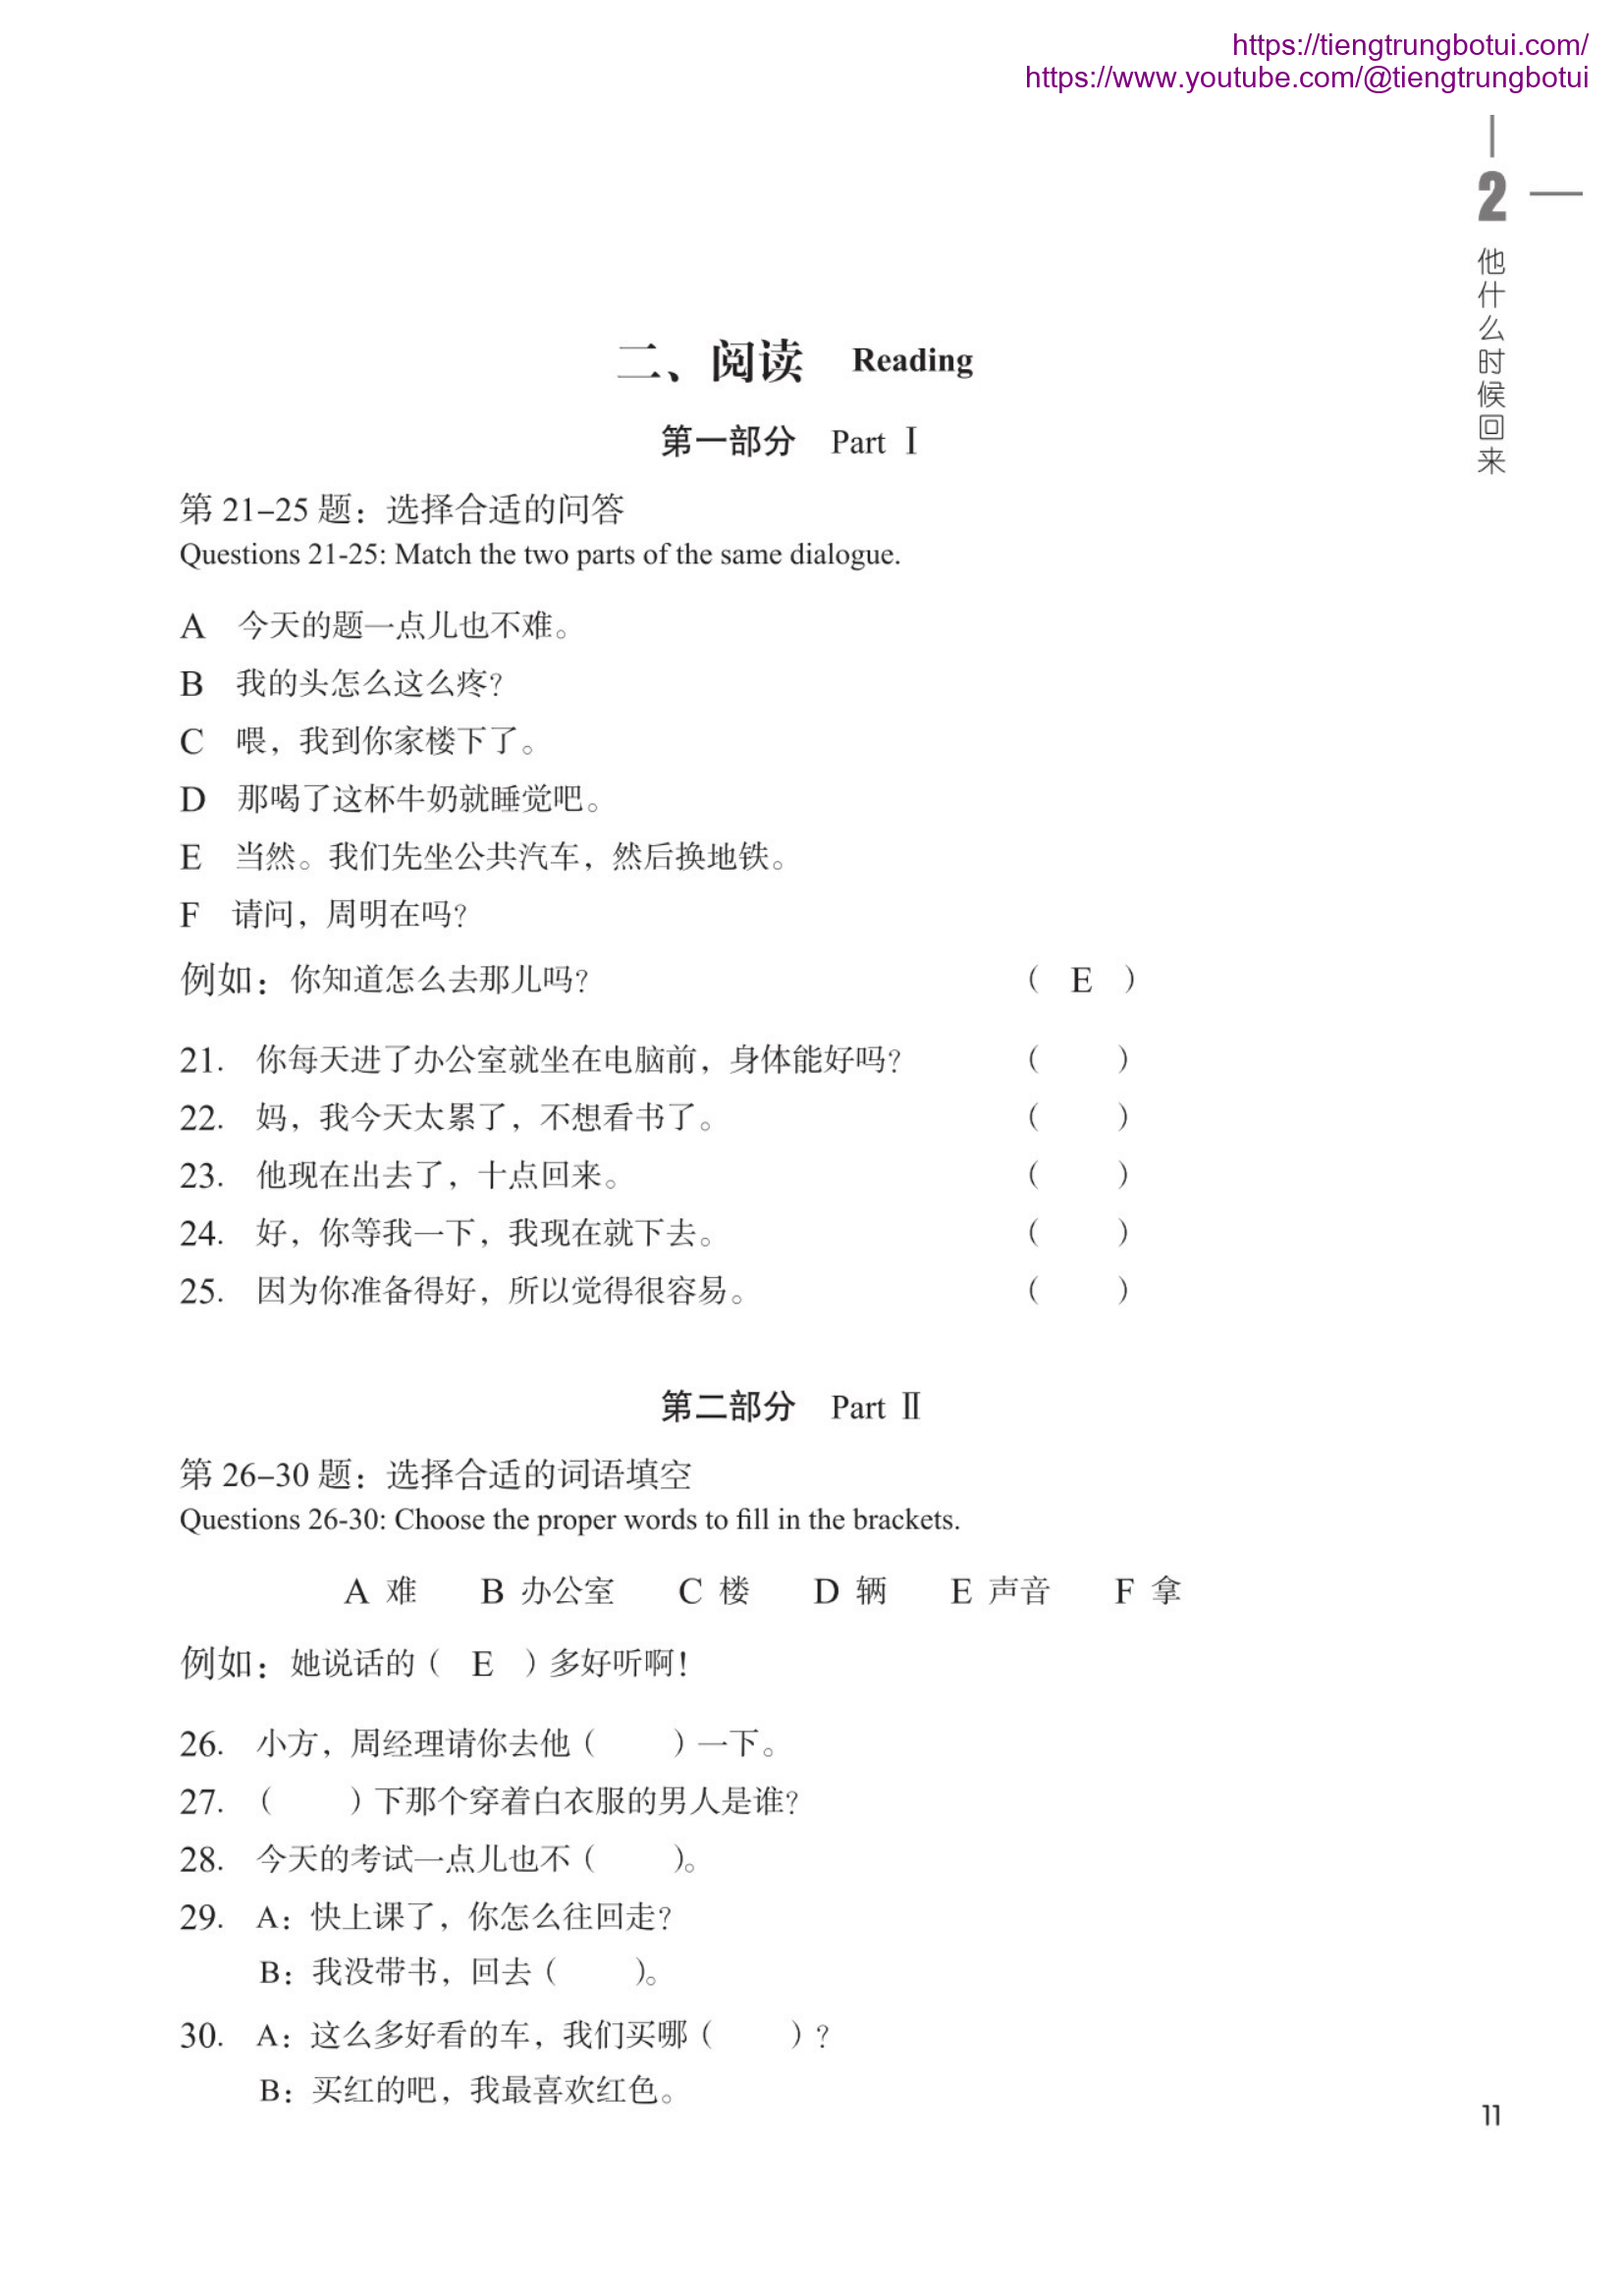 https://tiengtrungbotui.com/
https://www.youtube.com/@tiengtrungbotui
2
他什么时候回来
二、阅读 Reading
第一部分 Part Ⅰ
第 21–25 题：选择合适的问答
Questions 21-25: Match the two parts of the same dialogue.
A 今天的题一点儿也不难。
B 我的头怎么这么疼？
C 喂，我到你家楼下了。
D 那喝了这杯牛奶就睡觉吧。
E 当然。我们先坐公共汽车，然后换地铁。
F 请问，周明在吗？
例如：你知道怎么去那儿吗？ （ E ）
21. 你每天进了办公室就坐在电脑前，身体能好吗？ （ ）
22. 妈，我今天太累了，不想看书了。 （ ）
23. 他现在出去了，十点回来。 （ ）
24. 好，你等我一下，我现在就下去。 （ ）
25. 因为你准备得好，所以觉得很容易。 （ ）
第二部分 Part Ⅱ
第 26–30 题：选择合适的词语填空
Questions 26-30: Choose the proper words to fill in the brackets.
A 难 B 办公室 C 楼 D 辆 E 声音 F 拿
例如：她说话的（ E ）多好听啊！
26. 小方，周经理请你去他（ ）一下。
27. （ ）下那个穿着白衣服的男人是谁？
28. 今天的考试一点儿也不（ ）。
29. A：快上课了，你怎么往回走？
B：我没带书，回去（ ）。
30. A：这么多好看的车，我们买哪（ ）？
B：买红的吧，我最喜欢红色。
11